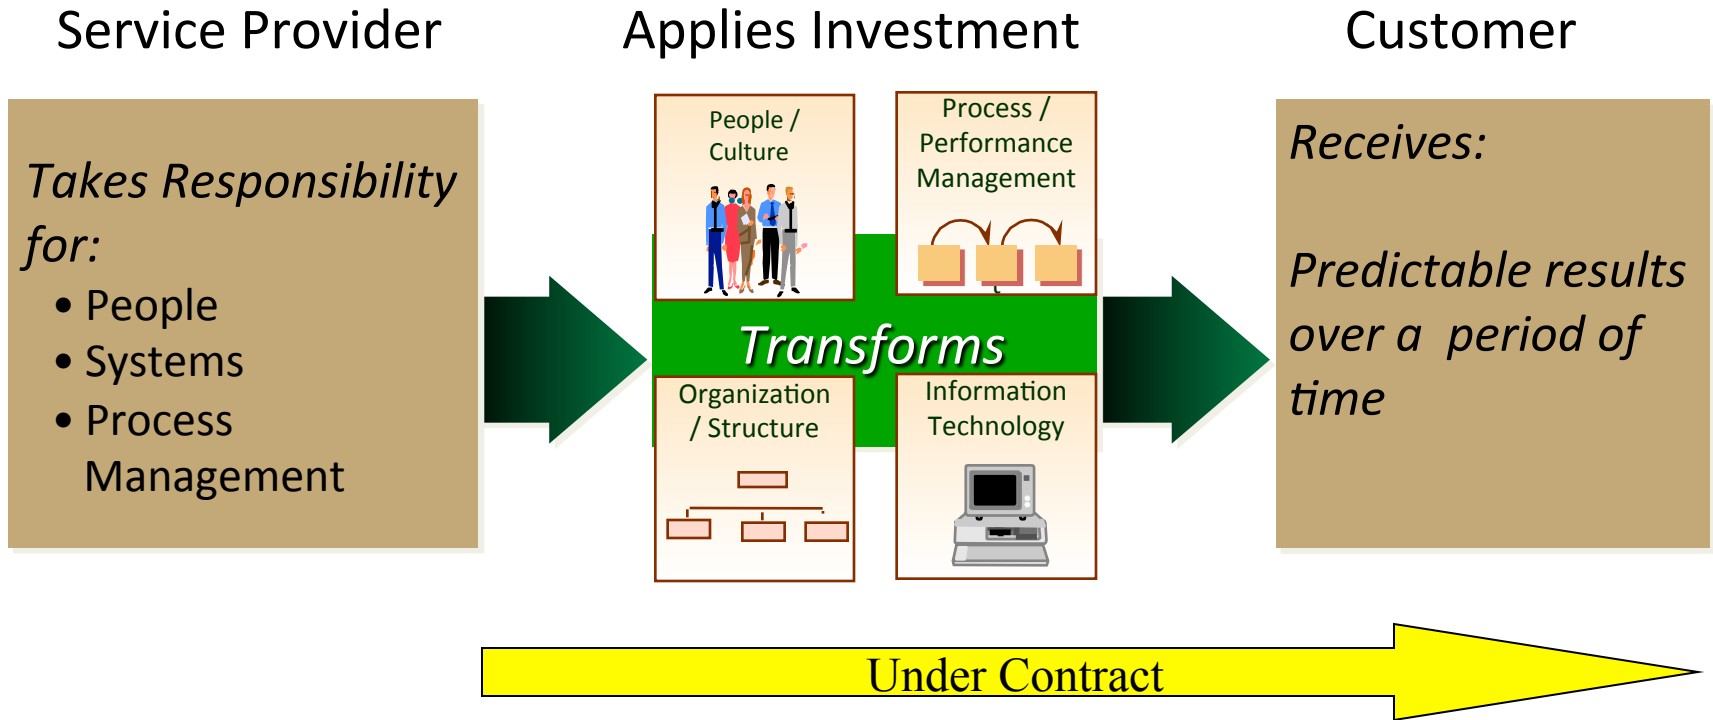 Service Provider
Applies Investment
Customer
Takes Responsibility
for:
• People
• Systems
• Process
Management
People /
Culture
Process /
Performance
Management
Transforms
Organization
/ Structure
Information
Technology
Receives:
Predictable results
over a period of
time
Under Contract